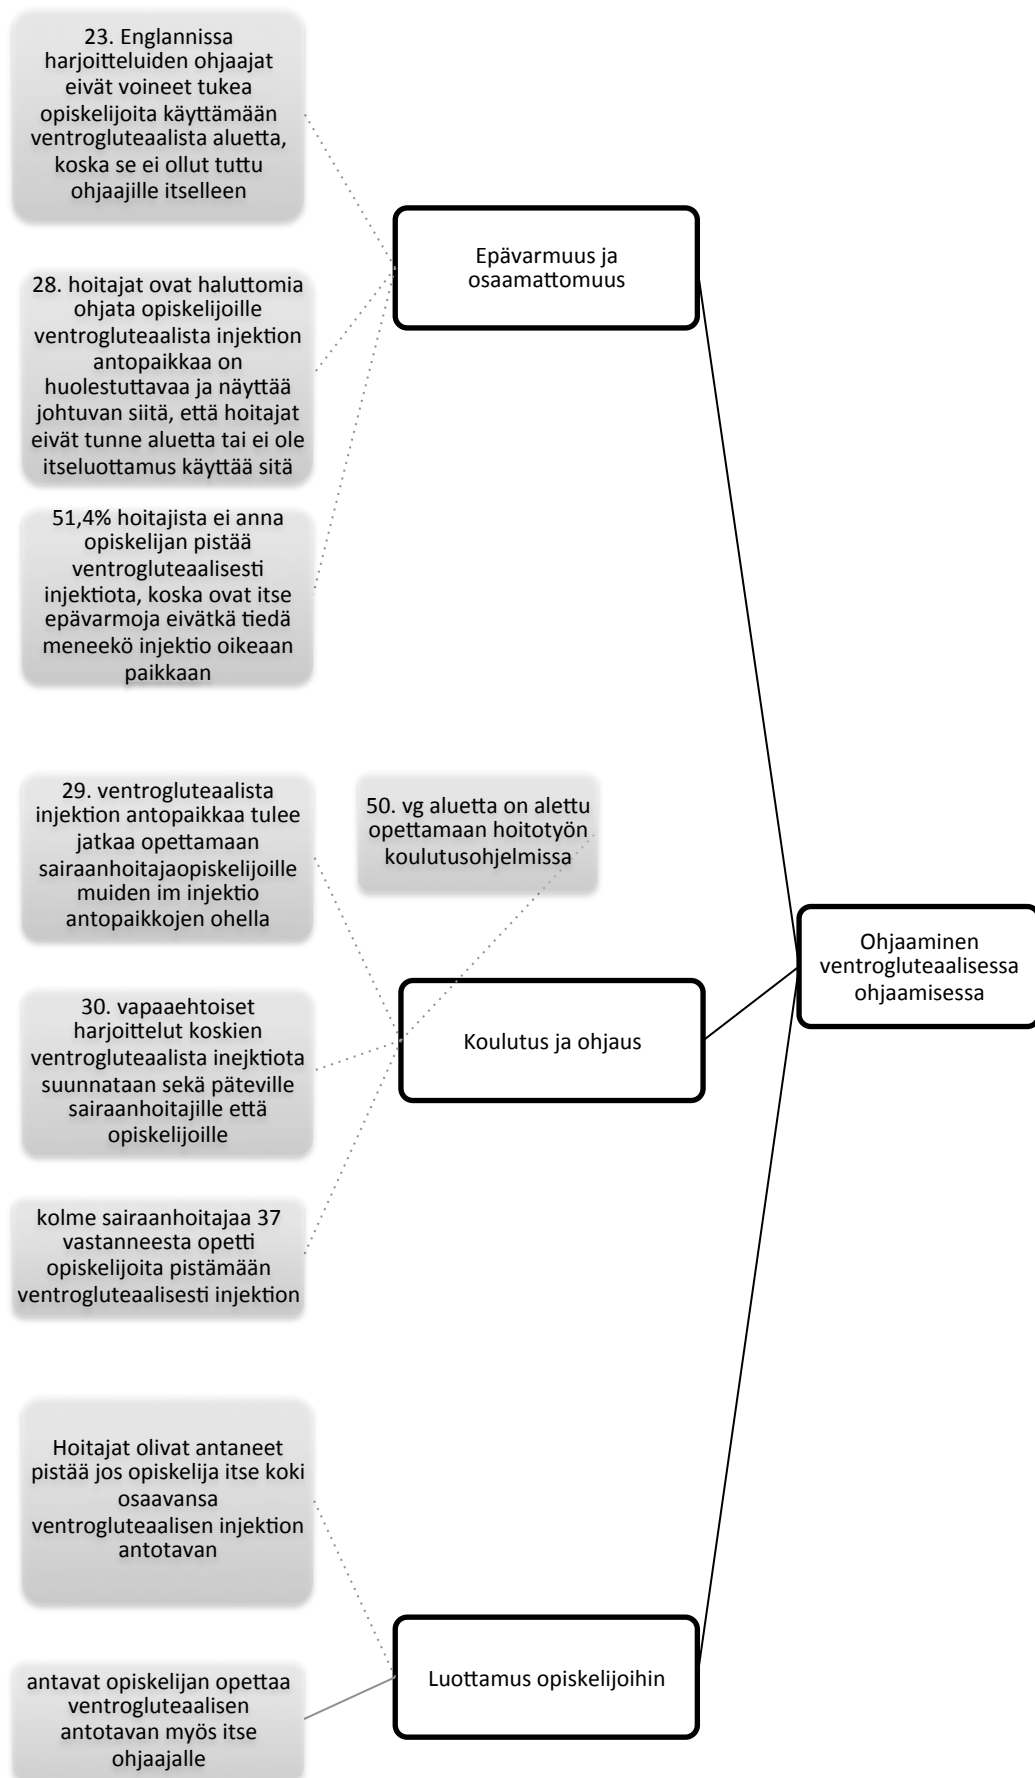 23. Englannissa
harjoitteluiden ohjaajat
eivät voineet tukea
opiskelijoita käyttämään
ventrogluteaalista aluetta,
koska se ei ollut tuttu
ohjaajille itselleen
Epävarmuus ja
osaamattomuus
28. hoitajat ovat haluttomia
ohjata opiskelijoille
ventrogluteaalista injektion
antopaikkaa on
huolestuttavaa ja näyttää
johtuvan siitä, että hoitajat
eivät tunne aluetta tai ei ole
itseluottamus käyttää sitä
51,4% hoitajista ei anna
opiskelijan pistää
ventrogluteaalisesti
injektiota, koska ovat itse
epävarmoja eivätkä tiedä
meneekö injektio oikeaan
paikkaan
29. ventrogluteaalista
injektion antopaikkaa tulee
jatkaa opettamaan
sairaanhoitajaopiskelijoille
muiden im injektio
antopaikkojen ohella
50. vg aluetta on alettu
opettamaan hoitotyön
koulutusohjelmissa
Ohjaaminen
ventrogluteaalisessa
ohjaamisessa
30. vapaaehtoiset
harjoittelut koskien
ventrogluteaalista inejktiota
suunnataan sekä päteville
sairaanhoitajille että
opiskelijoille
Koulutus ja ohjaus
kolme sairaanhoitajaa 37
vastanneesta opetti
opiskelijoita pistämään
ventrogluteaalisesti injektion
Hoitajat olivat antaneet
pistää jos opiskelija itse koki
osaavansa
ventrogluteaalisen injektion
antotavan
Luottamus opiskelijoihin
antavat opiskelijan opettaa
ventrogluteaalisen
antotavan myös itse
ohjaajalle